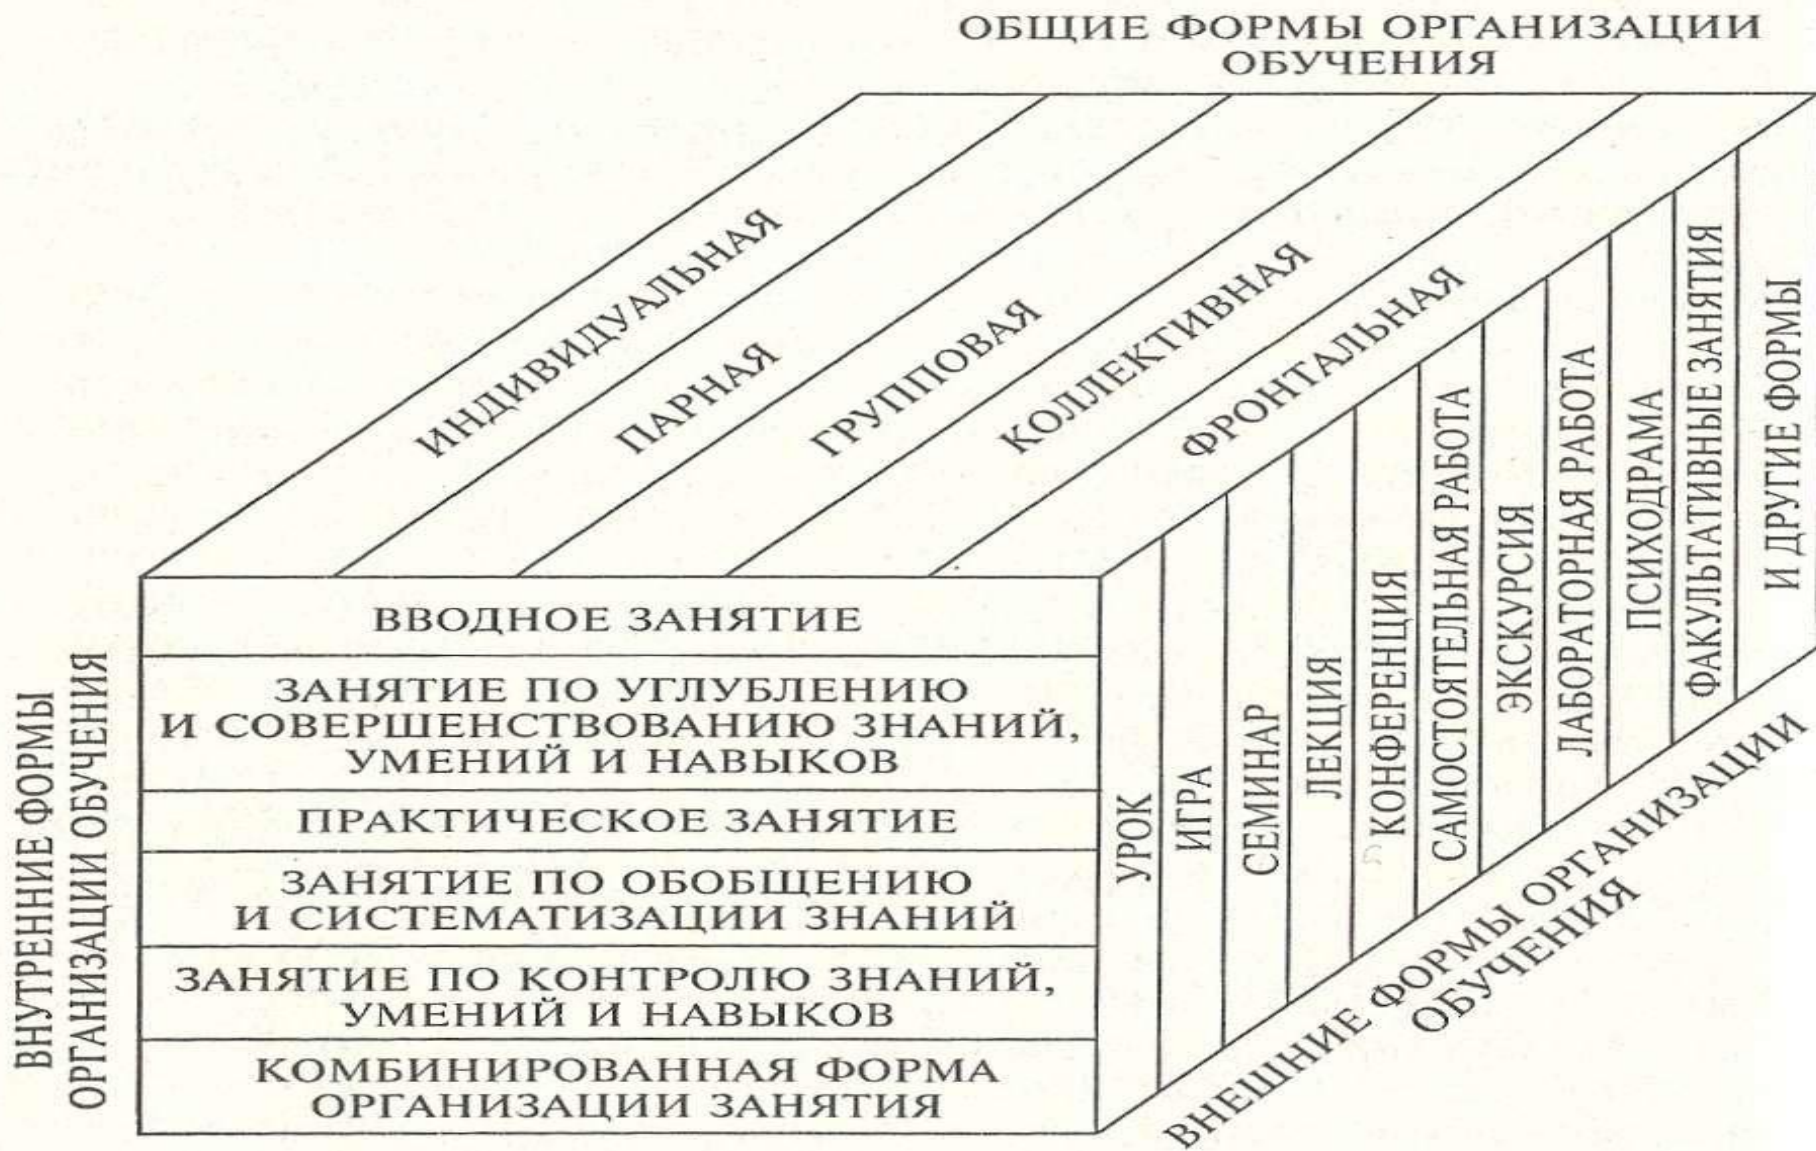 ОБЩИЕ ФОРМЫ ОРГАНИЗАЦИИ
ОБУЧЕНИЯ
ИНДИВИДУАЛЬНАЯ
ПАРНАЯ
ГРУППОВАЯ
КОЛЛЕКТИВНАЯ
ФРОНТАЛЬНАЯ
ВНУТРЕННИЕ ФОРМЫ
ОРГАНИЗАЦИИ ОБУЧЕНИЯ
ВВОДНОЕ ЗАНЯТИЕ
ЗАНЯТИЕ ПО УГЛУБЛЕНИЮ
И СОВЕРШЕНСТВОВАНИЮ ЗНАНИЙ,
УМЕНИЙ И НАВЫКОВ
ПРАКТИЧЕСКОЕ ЗАНЯТИЕ
ЗАНЯТИЕ ПО ОБОБЩЕНИЮ
И СИСТЕМАТИЗАЦИИ ЗНАНИЙ
ЗАНЯТИЕ ПО КОНТРОЛЮ ЗНАНИЙ,
УМЕНИЙ И НАВЫКОВ
КОМБИНИРОВАННАЯ ФОРМА
ОРГАНИЗАЦИИ ЗАНЯТИЯ
УРОК
ИГРА
СЕМИНАР
ЛЕКЦИЯ
КОНФЕРЕНЦИЯ
САМОСТОЯТЕЛЬНАЯ РАБОТА
ЭКСКУРСИЯ
ЛАБОРАТОРНАЯ РАБОТА
ПСИХОДРАМА
ФАКУЛЬТАТИВНЫЕ ЗАНЯТИЯ
И ДРУГИЕ ФОРМЫ
ВНЕШНИЕ ФОРМЫ ОРГАНИЗАЦИИ
ОБУЧЕНИЯ